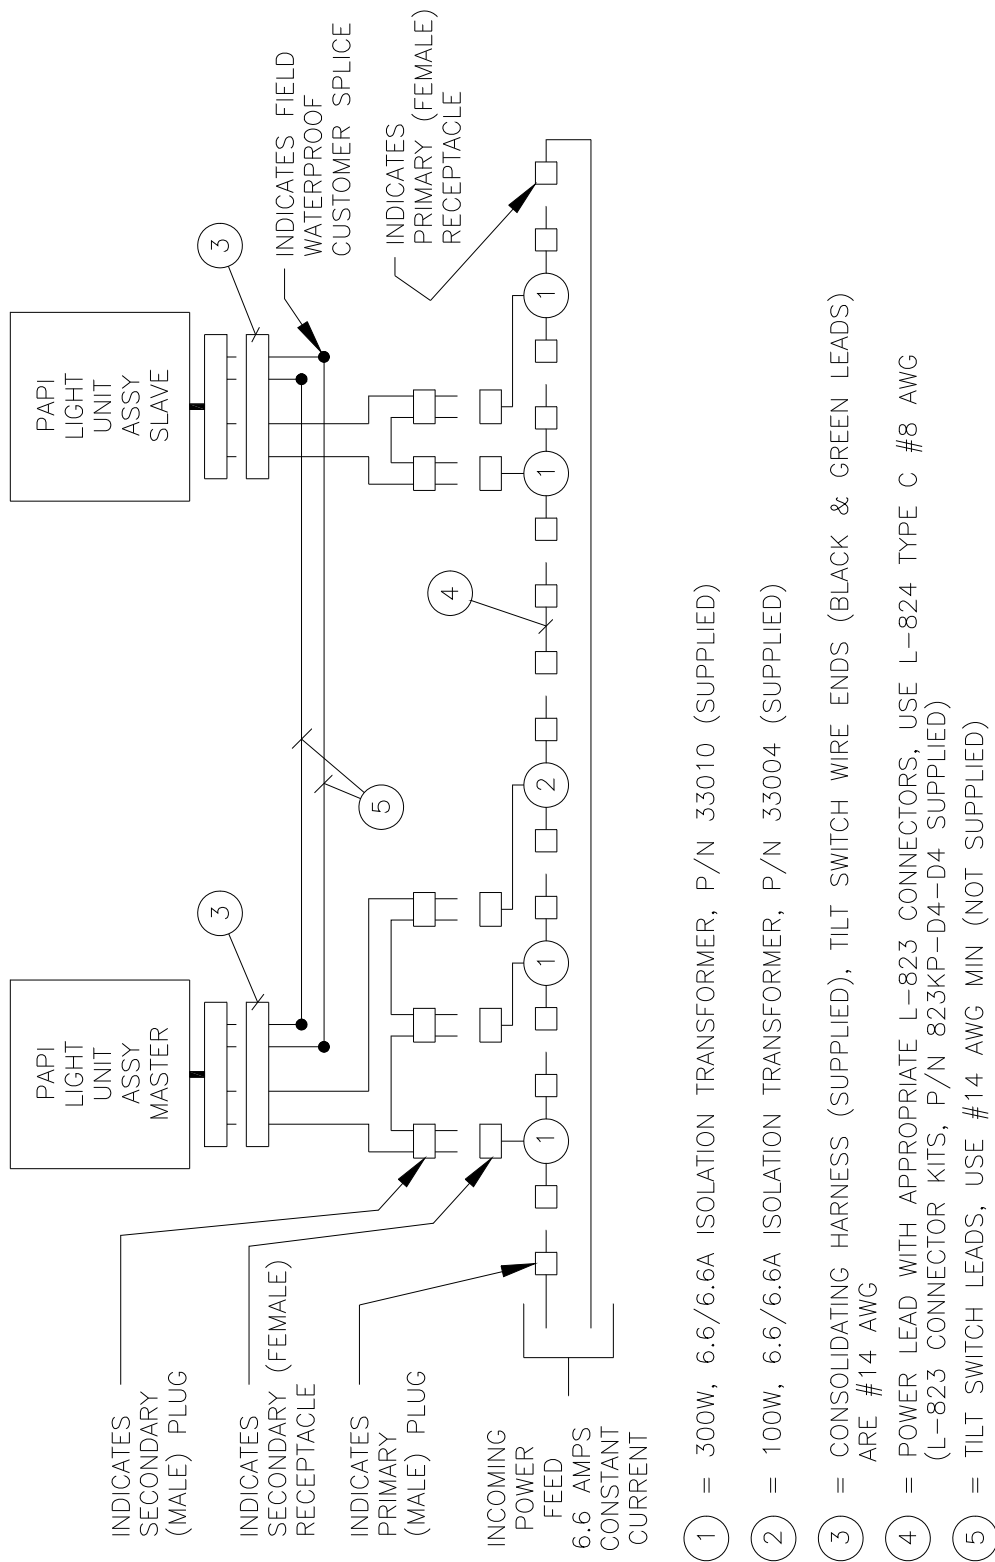 PAPI
LIGHT
UNIT
ASSY
MASTER
PAPI
LIGHT
UNIT
ASSY
SLAVE
3
3
INDICATES FIELD
WATERPROOF
CUSTOMER SPLICE
INDICATES
PRIMARY (FEMALE)
RECEPTACLE
5
4
INDICATES
SECONDARY
(MALE) PLUG
INDICATES
SECONDARY (FEMALE)
RECEPTACLE
INDICATES
PRIMARY
(MALE) PLUG
INCOMING
POWER
FEED
6.6 AMPS
CONSTANT
CURRENT
1
1
2
1
1
1 = 300W, 6.6/6.6A ISOLATION TRANSFORMER, P/N 33010 (SUPPLIED)
2 = 100W, 6.6/6.6A ISOLATION TRANSFORMER, P/N 33004 (SUPPLIED)
3 = CONSOLIDATING HARNESS (SUPPLIED), TILT SWITCH WIRE ENDS (BLACK & GREEN LEADS)
ARE #14 AWG
4 = POWER LEAD WITH APPROPRIATE L-823 CONNECTORS, USE L-824 TYPE C #8 AWG
(L-823 CONNECTOR KITS, P/N 823KP-D4-D4 SUPPLIED)
5 = TILT SWITCH LEADS, USE #14 AWG MIN (NOT SUPPLIED)